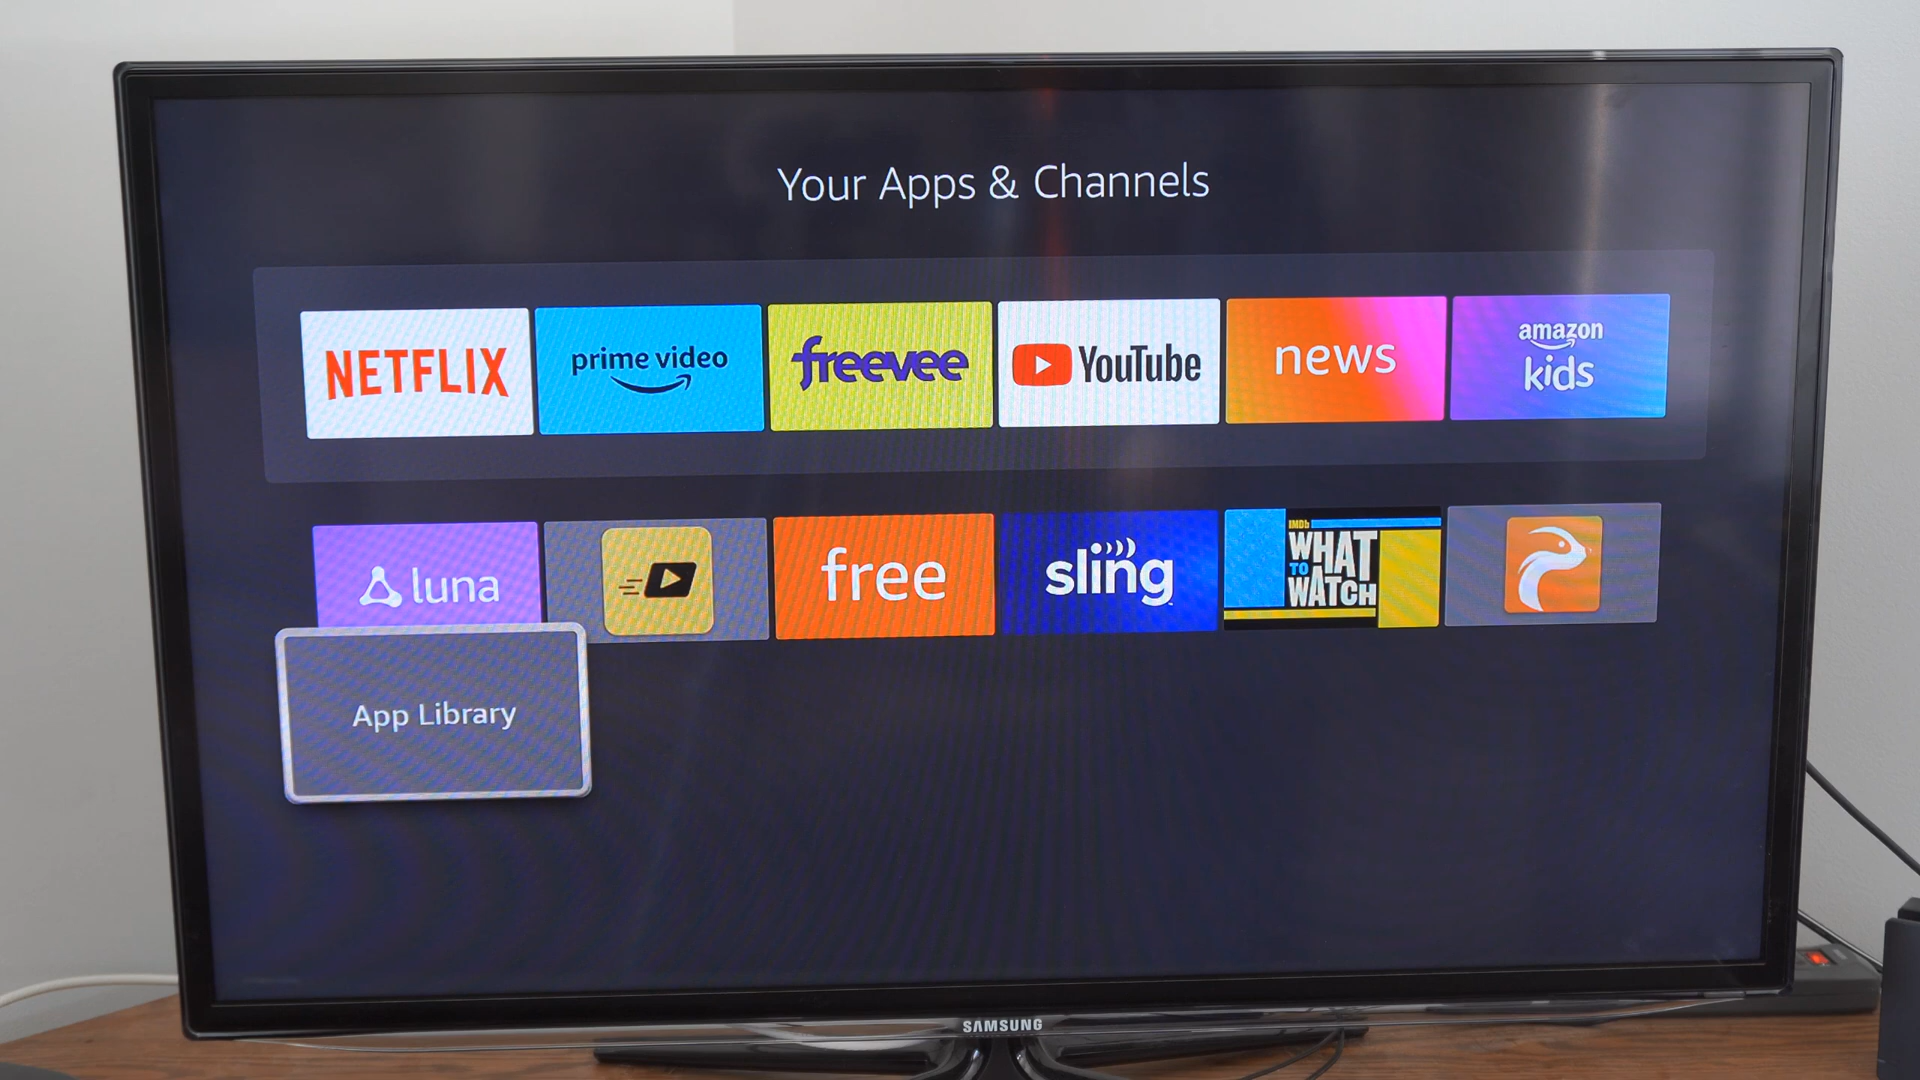 Your Apps & Channels
NETFLIX
prime video
freevee
YouTube
news
amazon
kids
luna
free
sling
IMDb
WHAT
TO WATCH
App Library
SAMSUNG